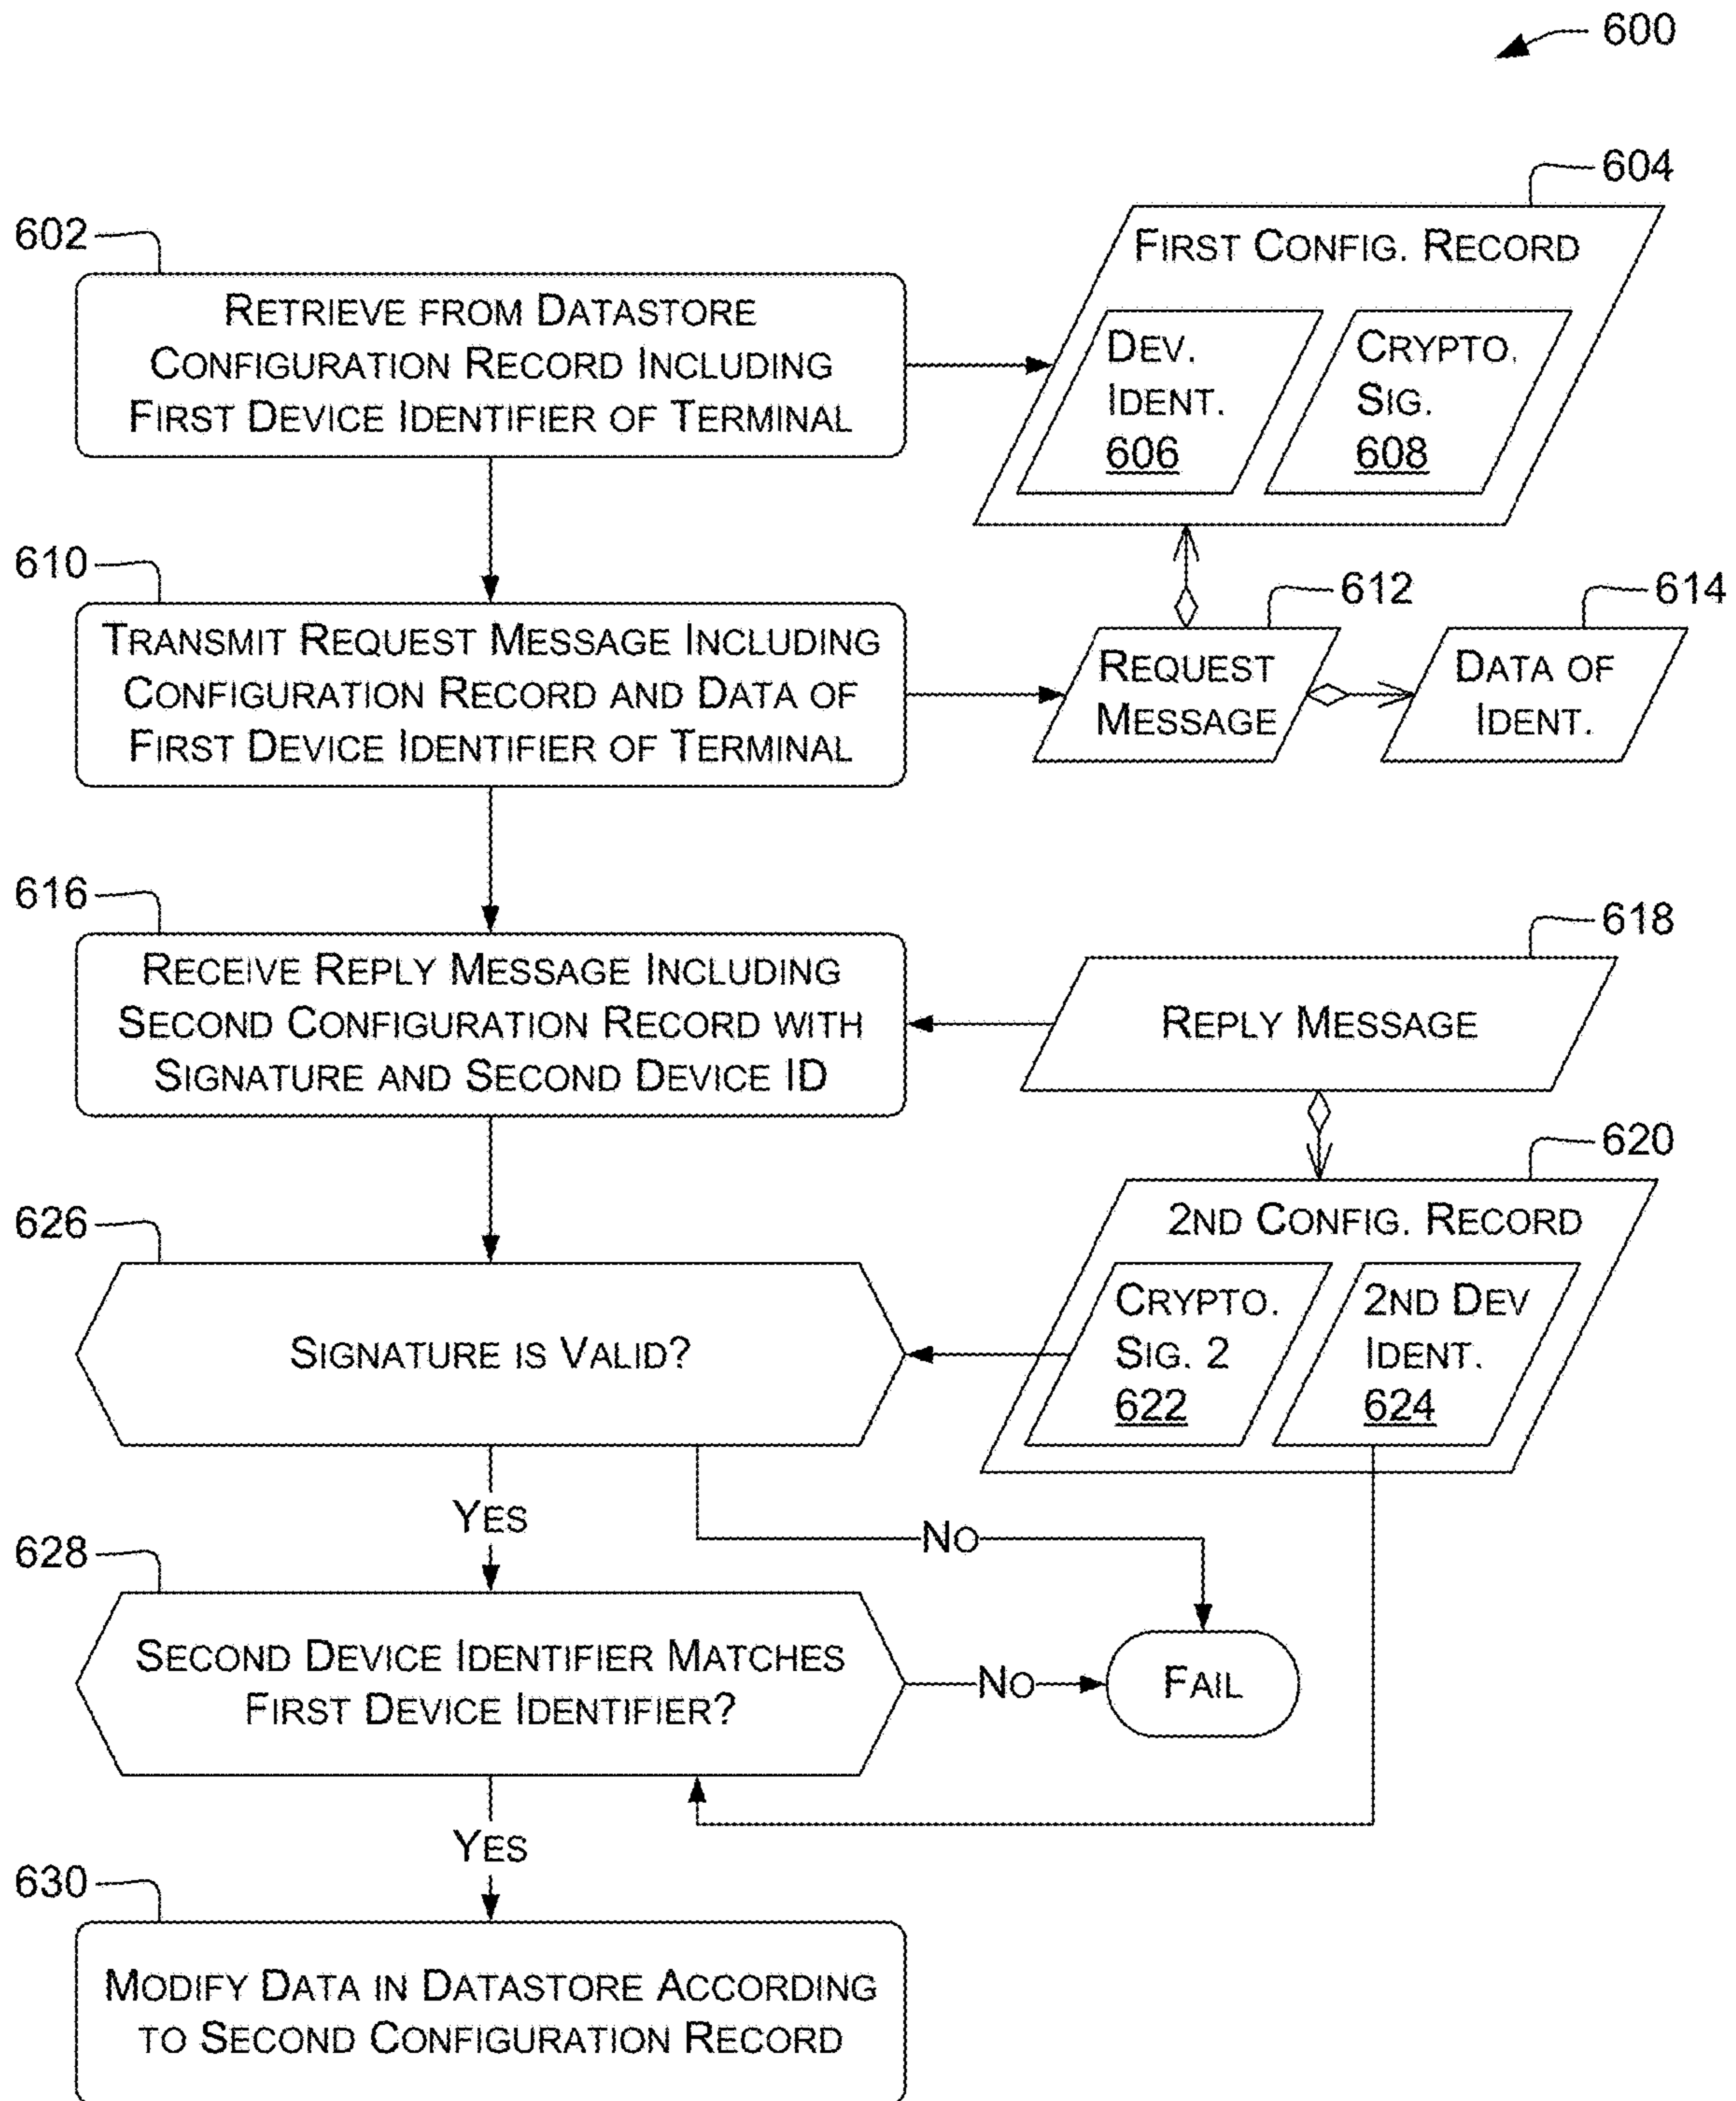 600
604
602
FIRST CONFIG. RECORD
RETRIEVE FROM DATASTORE
CONFIGURATION RECORD INCLUDING
FIRST DEVICE IDENTIFIER OF TERMINAL
DEV.
IDENT.
606
CRYPTO.
SIG.
608
610
612
614
TRANSMIT REQUEST MESSAGE INCLUDING
CONFIGURATION RECORD AND DATA OF
FIRST DEVICE IDENTIFIER OF TERMINAL
REQUEST
MESSAGE
DATA OF
IDENT.
616
618
RECEIVE REPLY MESSAGE INCLUDING
SECOND CONFIGURATION RECORD WITH
SIGNATURE AND SECOND DEVICE ID
REPLY MESSAGE
620
626
2ND CONFIG. RECORD
SIGNATURE IS VALID?
CRYPTO.
SIG. 2
622
2ND DEV
IDENT.
624
YES
NO
628
SECOND DEVICE IDENTIFIER MATCHES
FIRST DEVICE IDENTIFIER?
NO
FAIL
YES
630
MODIFY DATA IN DATASTORE ACCORDING
TO SECOND CONFIGURATION RECORD